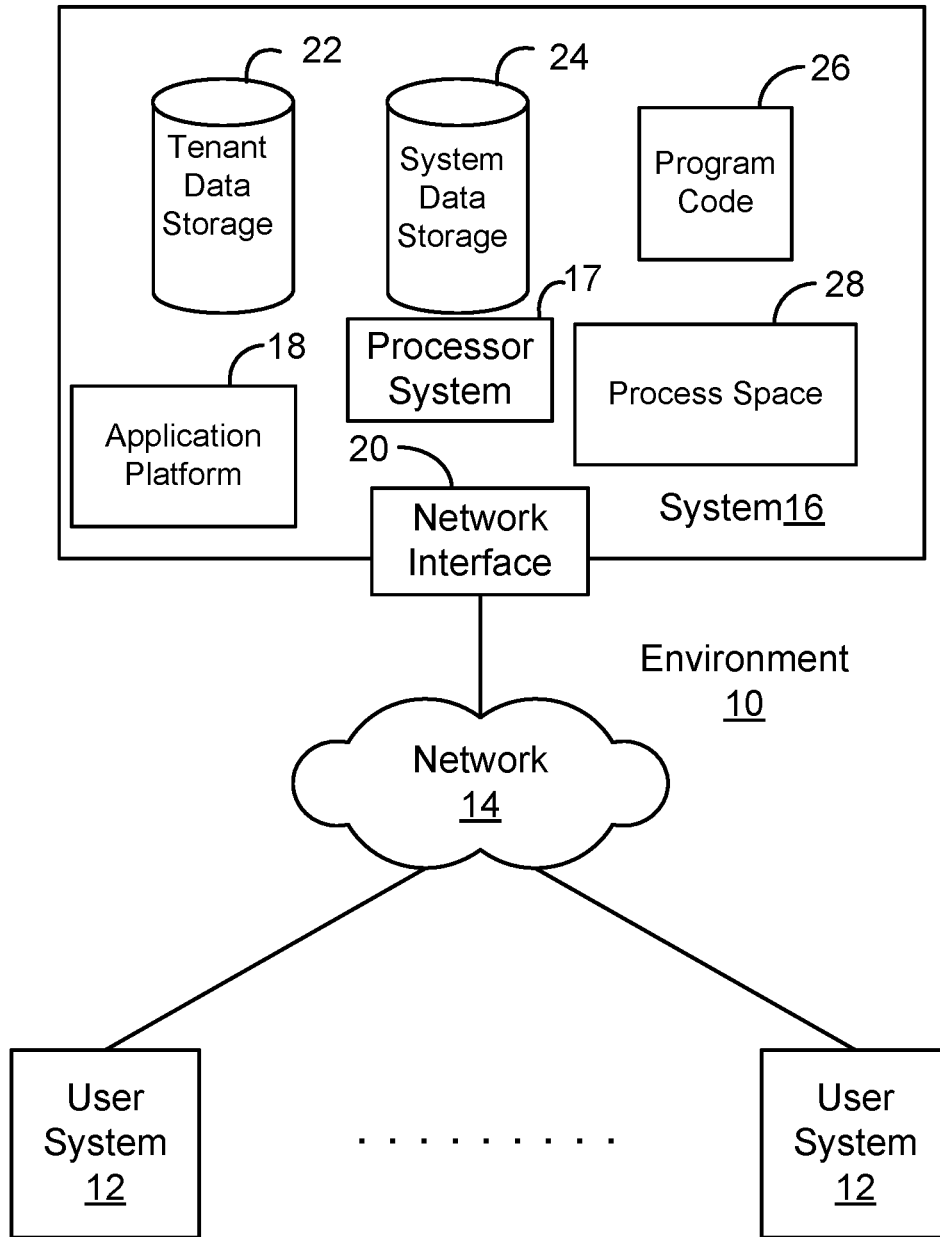 22
24
26
Tenant
Data
Storage
System
Data
Storage
Program
Code
17
28
18
Processor
System
Process Space
Application
Platform
20
Network
Interface
System16
Environment
10
Network
14
User
System
12
. . . . . . . . . .
User
System
12